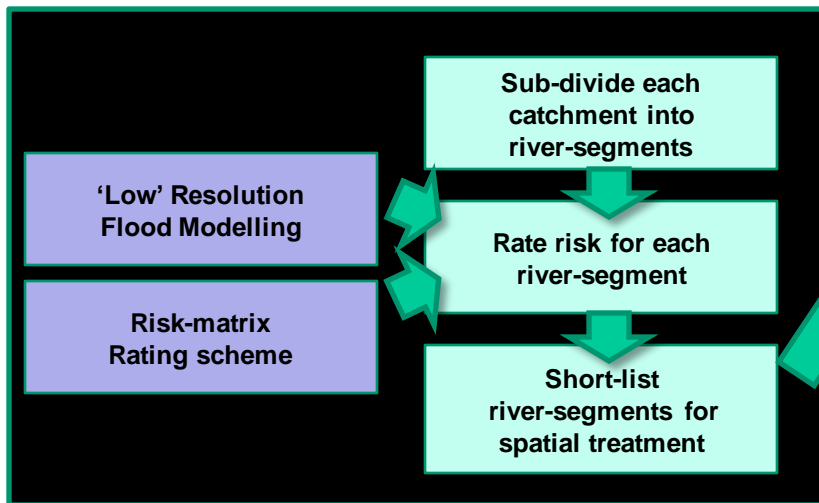 Sub-divide each
catchment into
river-segments
‘Low’ Resolution
Flood Modelling
Rate risk for each
river-segment
Risk-matrix
Rating scheme
Short-list
river-segments for
spatial treatment